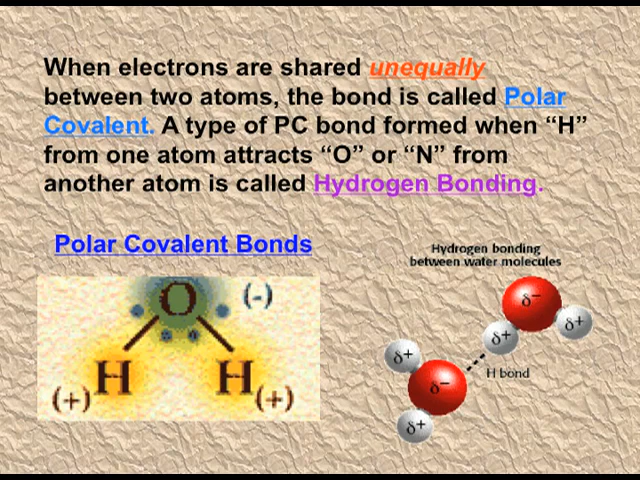 When electrons are shared unequally
between two atoms, the bond is called Polar
Covalent. A type of PC bond formed when “H”
from one atom attracts “O” or “N” from
another atom is called Hydrogen Bonding.
Polar Covalent Bonds
O (-)
H H
(+) (+)
Hydrogen bonding
between water molecules
δ−
δ+ δ+
δ+
H bond
δ−
δ+